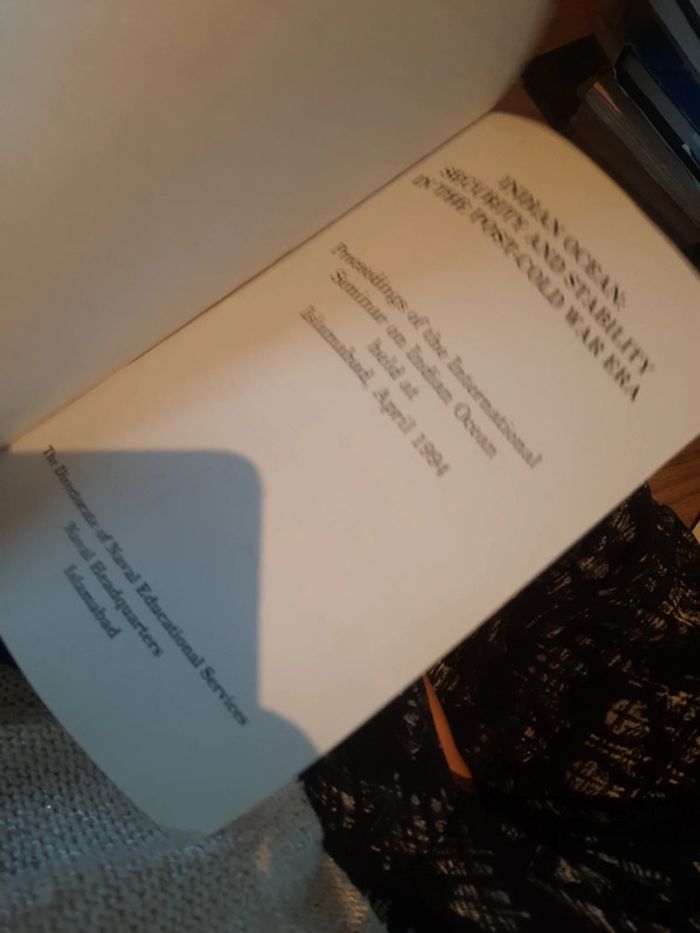 INDIAN OCEAN:
SECURITY AND STABILITY
IN THE POST-COLD WAR ERA
Proceedings of the International
Seminar on Indian Ocean
held at
Islamabad, April 1994
The Directorate of Naval Educational Services
Naval Headquarters
Islamabad